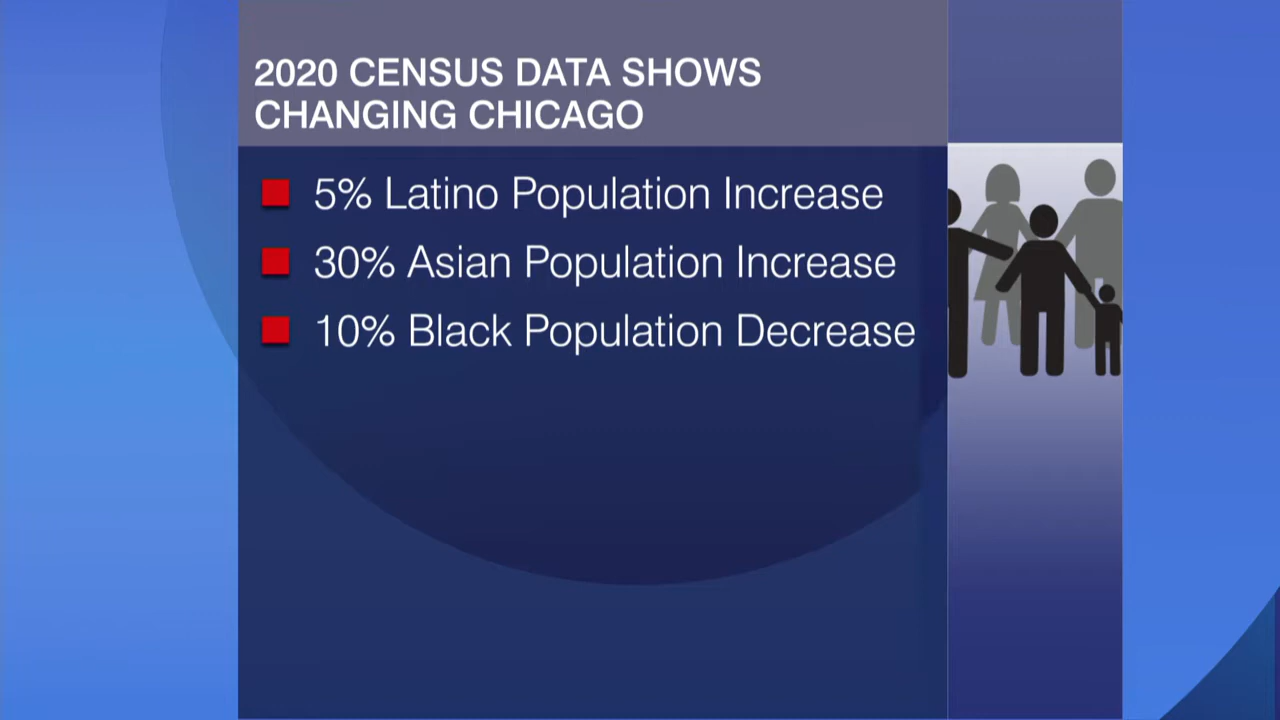 2020 CENSUS DATA SHOWS
CHANGING CHICAGO
5% Latino Population Increase
30% Asian Population Increase
10% Black Population Decrease